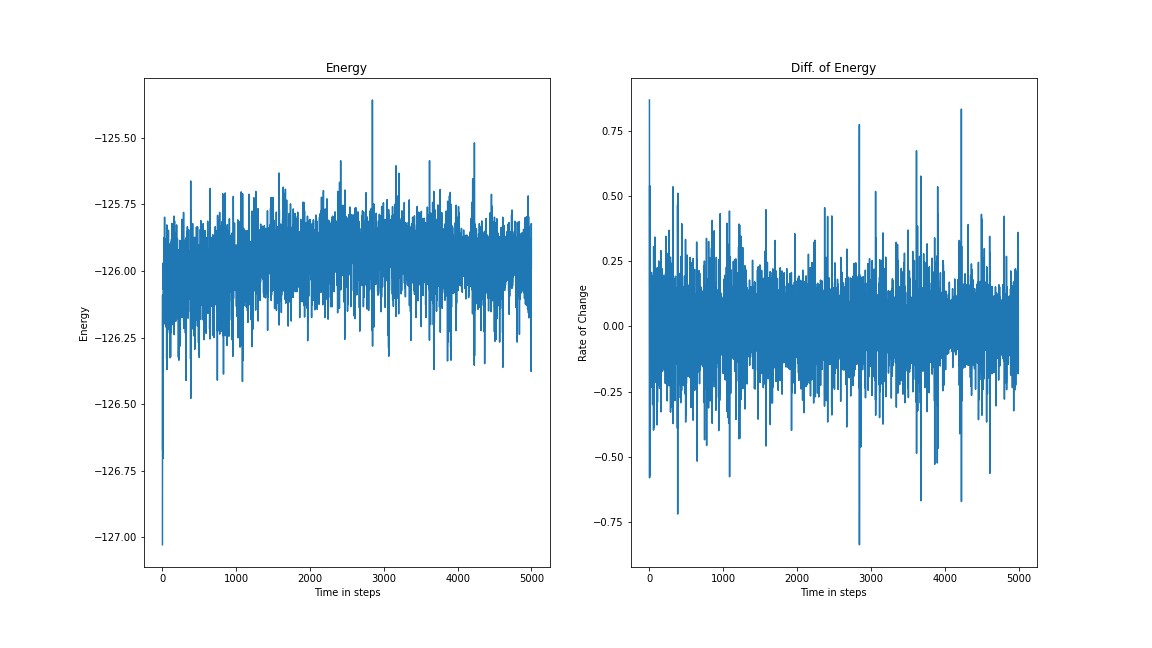 Energy
−125.50
−125.75
−126.00
−126.25
−126.50
−126.75
−127.00
Energy
0 1000 2000 3000 4000 5000
Time in steps
Diff. of Energy
0.75
0.50
0.25
0.00
−0.25
−0.50
−0.75
Rate of Change
0 1000 2000 3000 4000 5000
Time in steps